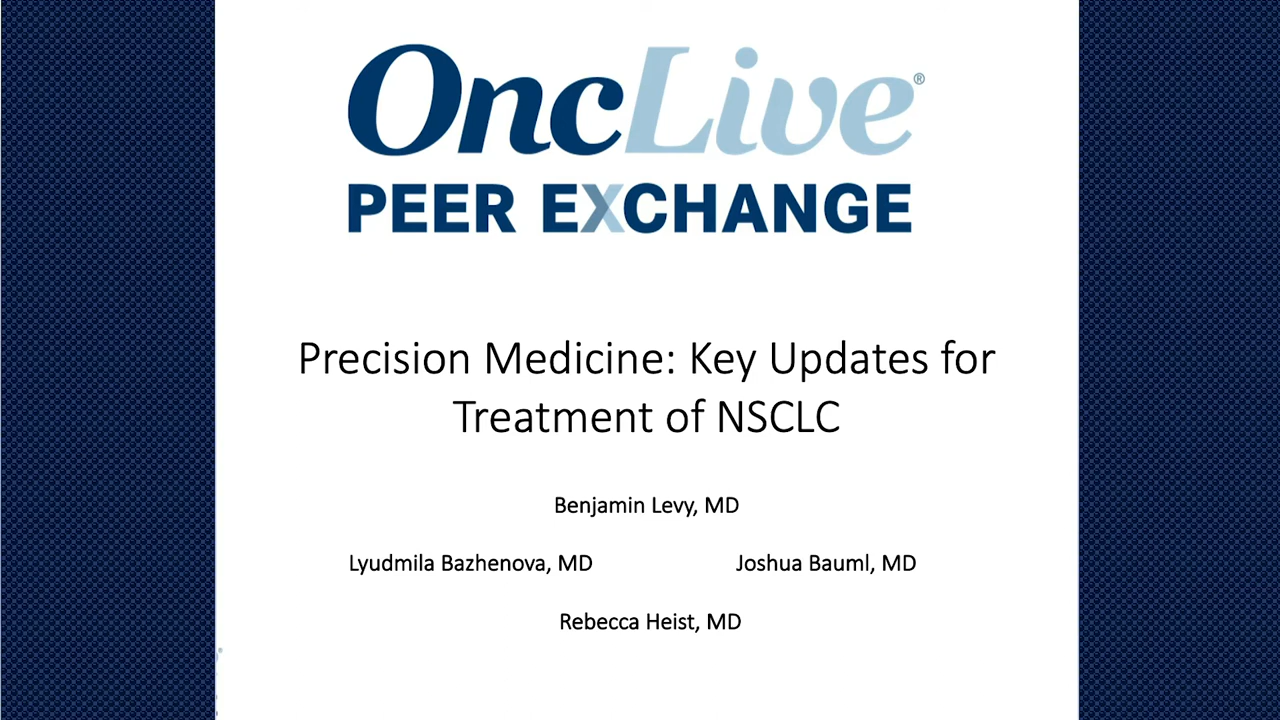 OncLive®
PEER EXCHANGE
Precision Medicine: Key Updates for
Treatment of NSCLC
Benjamin Levy, MD
Lyudmila Bazhenova, MD
Joshua Bauml, MD
Rebecca Heist, MD